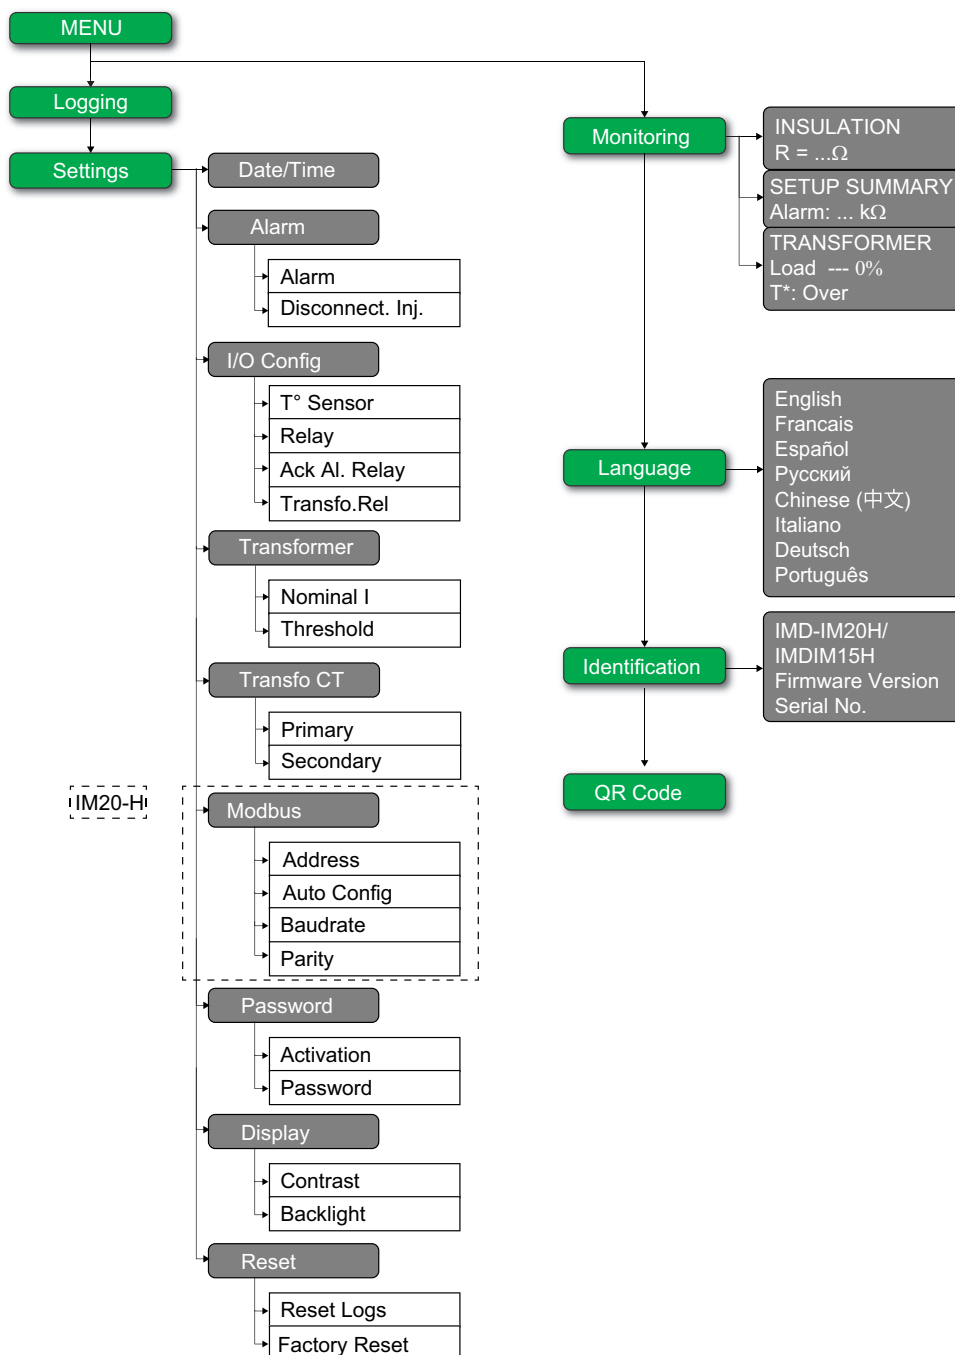 MENU
Logging
Settings
Date/Time
Alarm
Alarm
Disconnect. Inj.
I/O Config
T° Sensor
Relay
Ack Al. Relay
Transfo.Rel
Transformer
Nominal I
Threshold
Transfo CT
Primary
Secondary
IM20-H
Modbus
Address
Auto Config
Baudrate
Parity
Password
Activation
Password
Display
Contrast
Backlight
Reset
Reset Logs
Factory Reset
Monitoring
INSULATION
R = ...Ω
SETUP SUMMARY
Alarm: ... kΩ
TRANSFORMER
Load --- 0%
T*: Over
Language
English
Francais
Español
Русский
Chinese (中文)
Italiano
Deutsch
Português
Identification
IMD-IM20H/
IMDIM15H
Firmware Version
Serial No.
QR Code